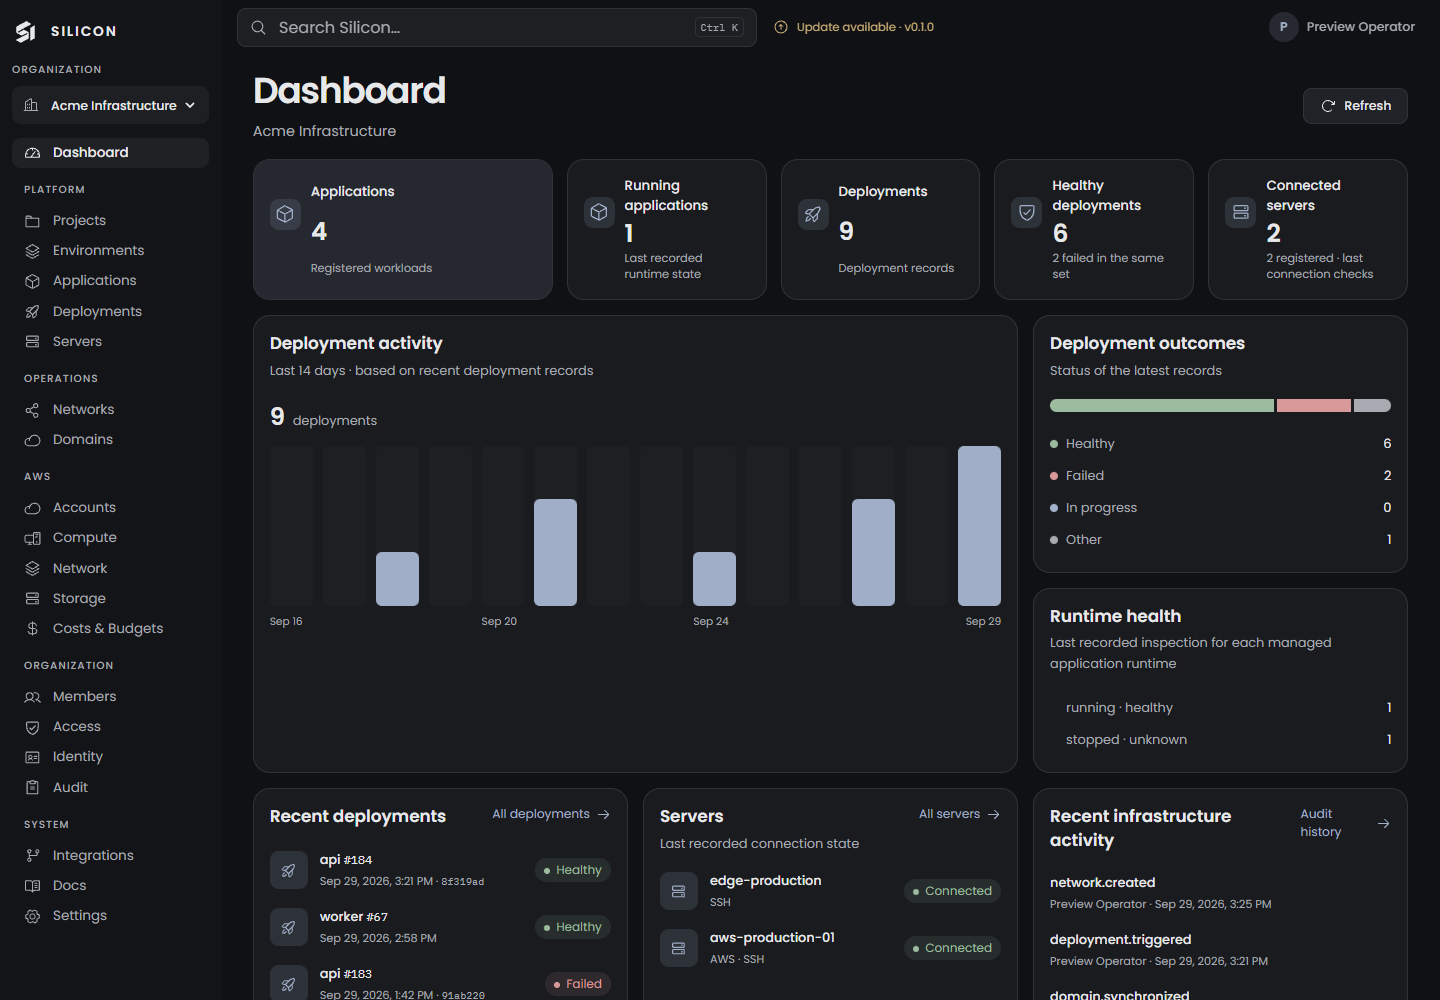 SILICON
ORGANIZATION
Acme Infrastructure
Dashboard
PLATFORM
Projects
Environments
Applications
Deployments
Servers
OPERATIONS
Networks
Domains
AWS
Accounts
Compute
Network
Storage
Costs & Budgets
ORGANIZATION
Members
Access
Identity
Audit
SYSTEM
Integrations
Docs
Settings
Search Silicon...
Ctrl K
Update available · v0.1.0
P
Preview Operator
Dashboard
Acme Infrastructure
Refresh
Applications
4
Registered workloads
Running
applications
1
Last recorded
runtime state
Deployments
9
Deployment records
Healthy
deployments
6
2 failed in the same
set
Connected
servers
2
2 registered · last
connection checks
Deployment activity
Last 14 days · based on recent deployment records
9 deployments
Sep 16
Sep 20
Sep 24
Sep 29
Deployment outcomes
Status of the latest records
Healthy 6
Failed 2
In progress 0
Other 1
Runtime health
Last recorded inspection for each managed
application runtime
running · healthy 1
stopped · unknown 1
Recent deployments
All deployments
api #184
Sep 29, 2026, 3:21 PM · 8f319ad
Healthy
worker #67
Sep 29, 2026, 2:58 PM
Healthy
api #183
Sep 29, 2026, 1:42 PM · 91ab220
Failed
Servers
All servers
Last recorded connection state
edge-production
SSH
Connected
aws-production-01
AWS · SSH
Connected
Recent infrastructure
activity
Audit
history
network.created
Preview Operator · Sep 29, 2026, 3:25 PM
deployment.triggered
Preview Operator · Sep 29, 2026, 3:21 PM
domain.synchronized